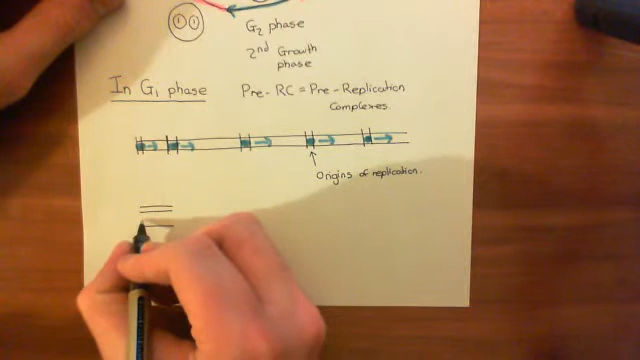 G2 phase
2nd Growth
phase
In G1 phase
Pre-RC = Pre-Replication
Complexes.
Origins of replication.